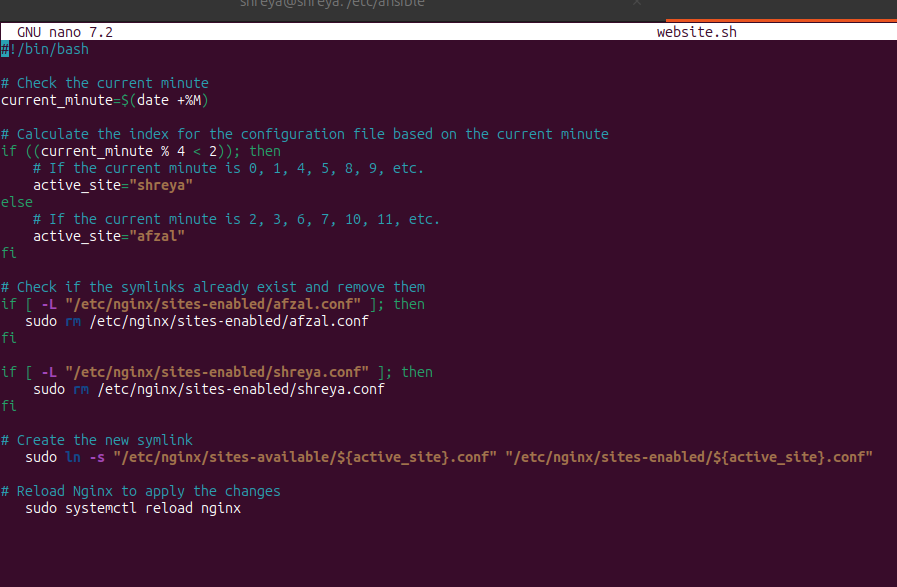 shreya@shreya: /etc/ansible
GNU nano 7.2 website.sh
#!/bin/bash

# Check the current minute
current_minute=$(date +%M)

# Calculate the index for the configuration file based on the current minute
if ((current_minute % 4 < 2)); then
    # If the current minute is 0, 1, 4, 5, 8, 9, etc.
    active_site="shreya"
else
    # If the current minute is 2, 3, 6, 7, 10, 11, etc.
    active_site="afzal"
fi

# Check if the symlinks already exist and remove them
if [ -L "/etc/nginx/sites-enabled/afzal.conf" ]; then
   sudo rm /etc/nginx/sites-enabled/afzal.conf
fi

if [ -L "/etc/nginx/sites-enabled/shreya.conf" ]; then
    sudo rm /etc/nginx/sites-enabled/shreya.conf
fi

# Create the new symlink
   sudo ln -s "/etc/nginx/sites-available/${active_site}.conf" "/etc/nginx/sites-enabled/${active_site}.conf"

# Reload Nginx to apply the changes
   sudo systemctl reload nginx